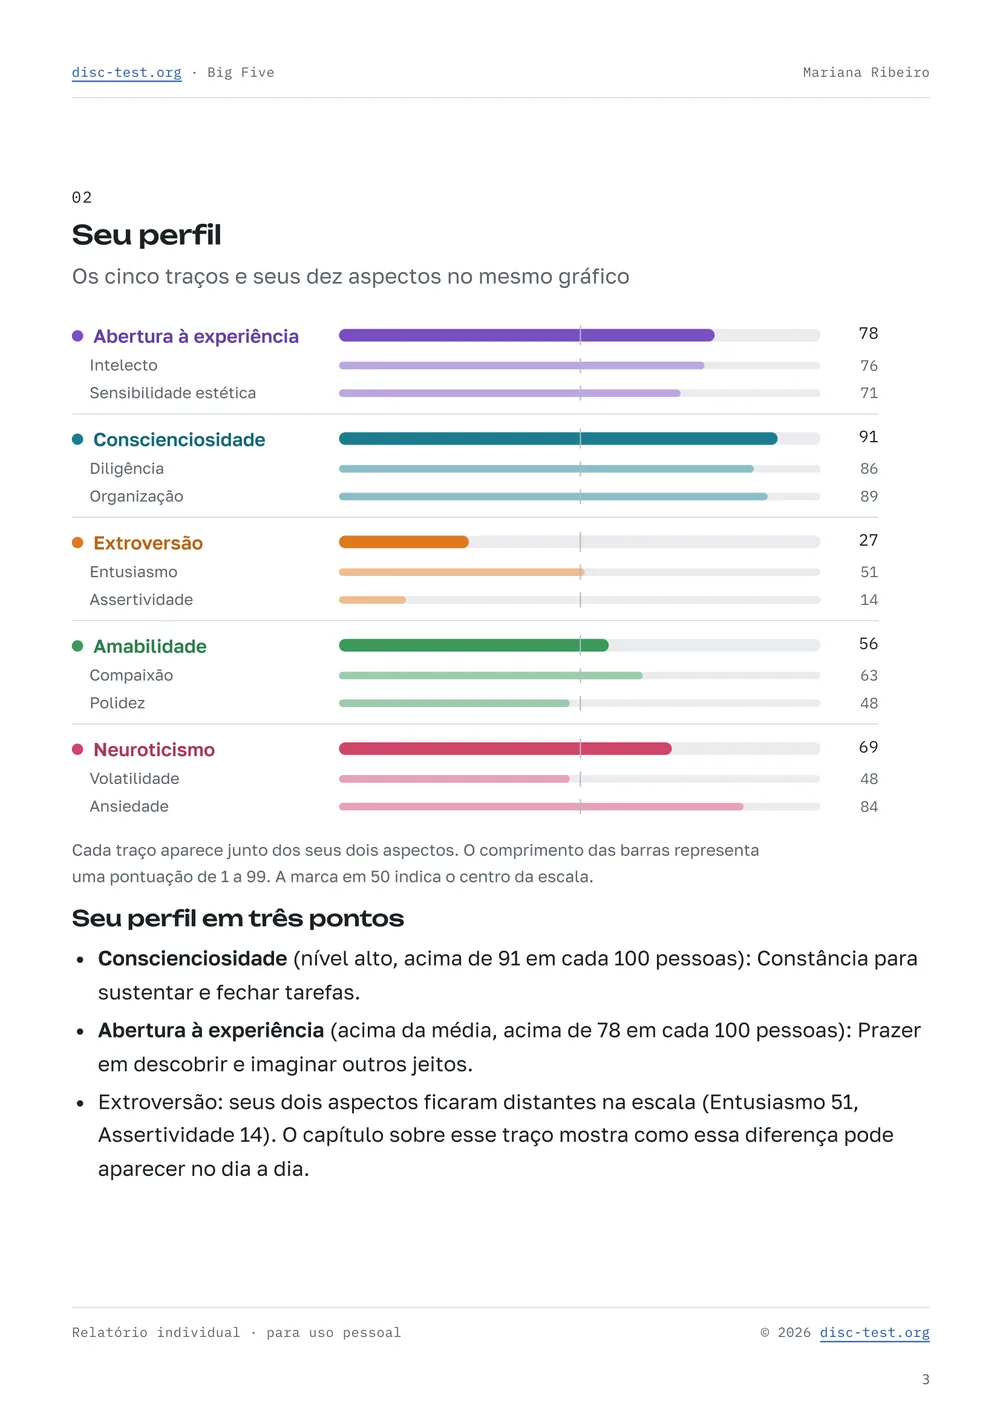 disc-test.org · Big Five
Mariana Ribeiro
02
Seu perfil
Os cinco traços e seus dez aspectos no mesmo gráfico
Abertura à experiência 78
Intelecto 76
Sensibilidade estética 71
Conscienciosidade 91
Diligência 86
Organização 89
Extroversão 27
Entusiasmo 51
Assertividade 14
Amabilidade 56
Compaixão 63
Polidez 48
Neuroticismo 69
Volatilidade 48
Ansiedade 84
Cada traço aparece junto dos seus dois aspectos. O comprimento das barras representa
uma pontuação de 1 a 99. A marca em 50 indica o centro da escala.
Seu perfil em três pontos
• Conscienciosidade (nível alto, acima de 91 em cada 100 pessoas): Constância para
sustentar e fechar tarefas.
• Abertura à experiência (acima da média, acima de 78 em cada 100 pessoas): Prazer
em descobrir e imaginar outros jeitos.
• Extroversão: seus dois aspectos ficaram distantes na escala (Entusiasmo 51,
Assertividade 14). O capítulo sobre esse traço mostra como essa diferença pode
aparecer no dia a dia.
Relatório individual · para uso pessoal
© 2026 disc-test.org
3